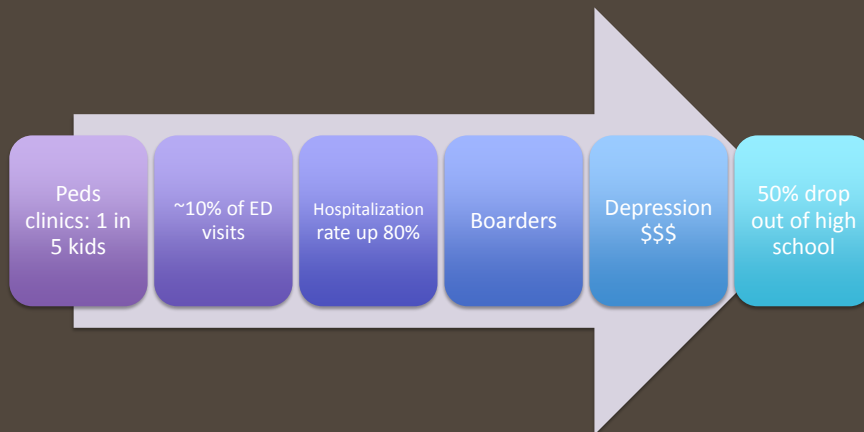 Peds
clinics: 1 in
5 kids
~10% of ED
visits
Hospitalization
rate up 80%
Boarders
Depression
$$$
50% drop
out of high
school